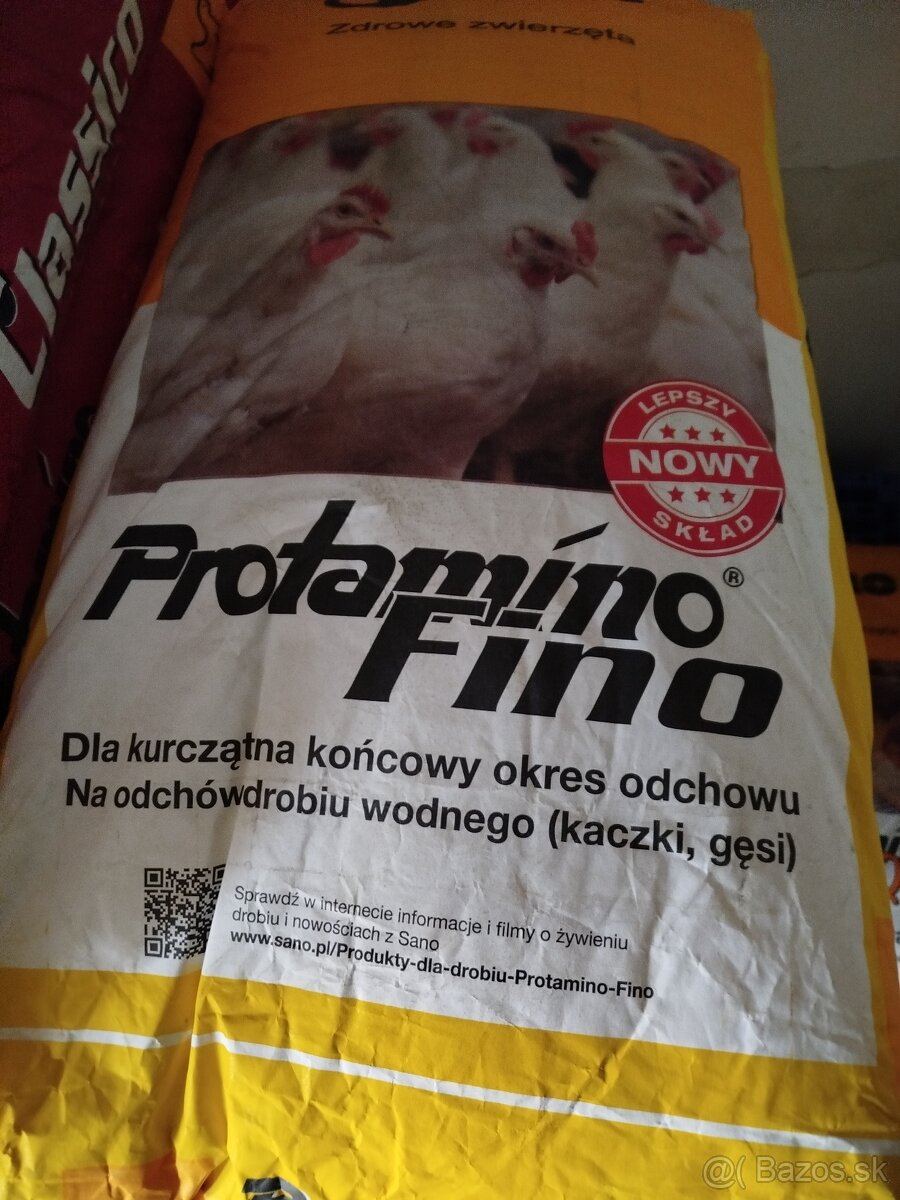 Zdrowe zwierzęta
Classico
LEPSZY
NOWY
SKŁAD
Protamino®
Fino
Dla kurcząt na końcowy okres odchowu
Na odchów drobiu wodnego (kaczki, gęsi)
Sprawdź w internecie informacje i filmy o żywieniu
drobiu i nowościach z Sano
www.sano.pl/Produkty-dla-drobiu-Protamino-Fino
@( Bazos.sk